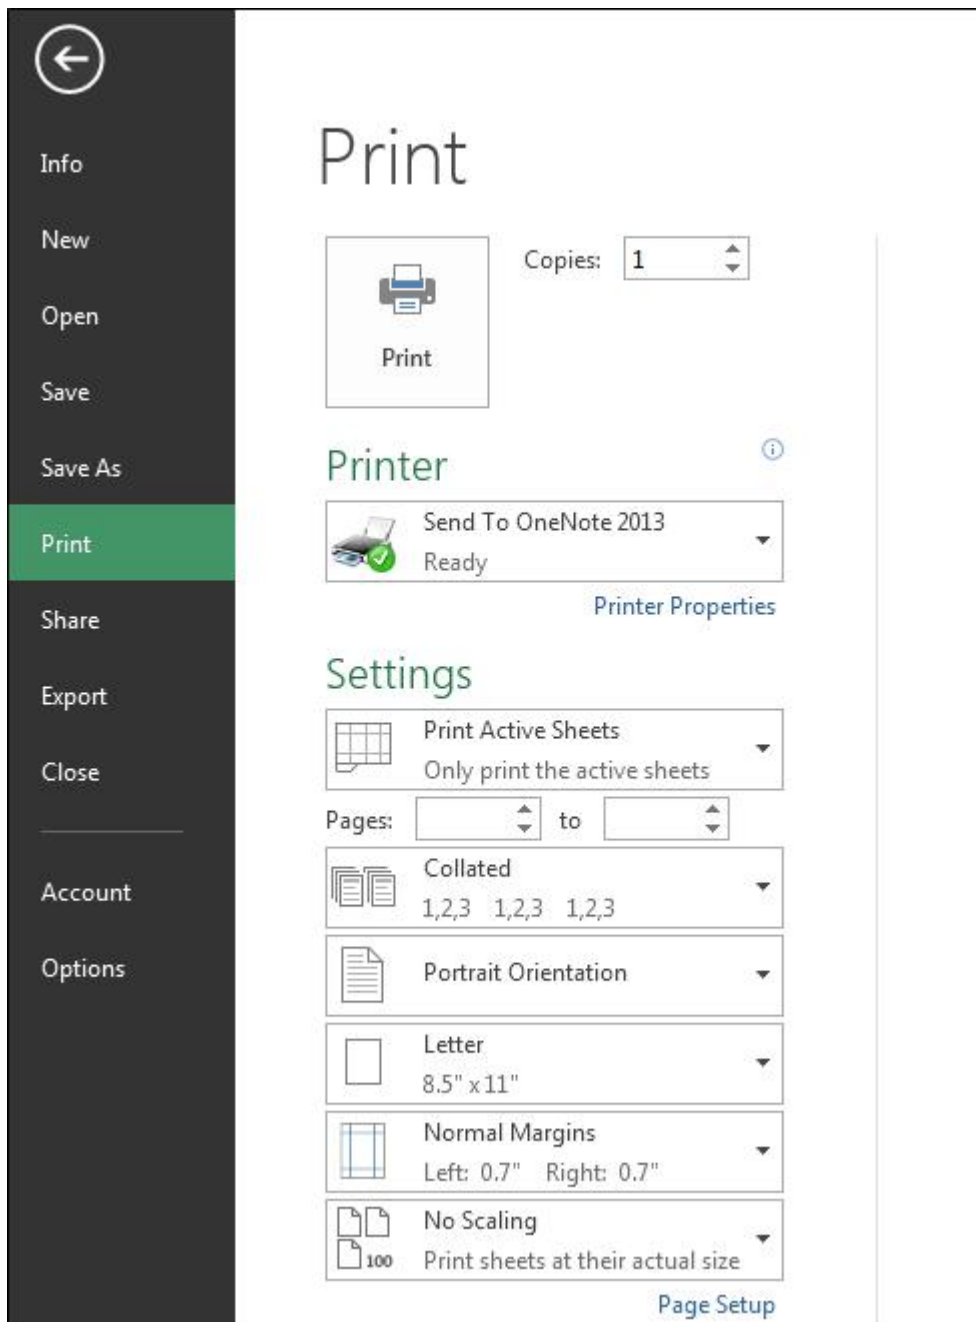 Info
New
Open
Save
Save As
Print
Share
Export
Close
Account
Options
Print
Copies: 1
Print
Printer
Send To OneNote 2013
Ready
Printer Properties
Settings
Print Active Sheets
Only print the active sheets
Pages: to
Collated
1,2,3 1,2,3 1,2,3
Portrait Orientation
Letter
8.5" x 11"
Normal Margins
Left: 0.7" Right: 0.7"
No Scaling
100 Print sheets at their actual size
Page Setup